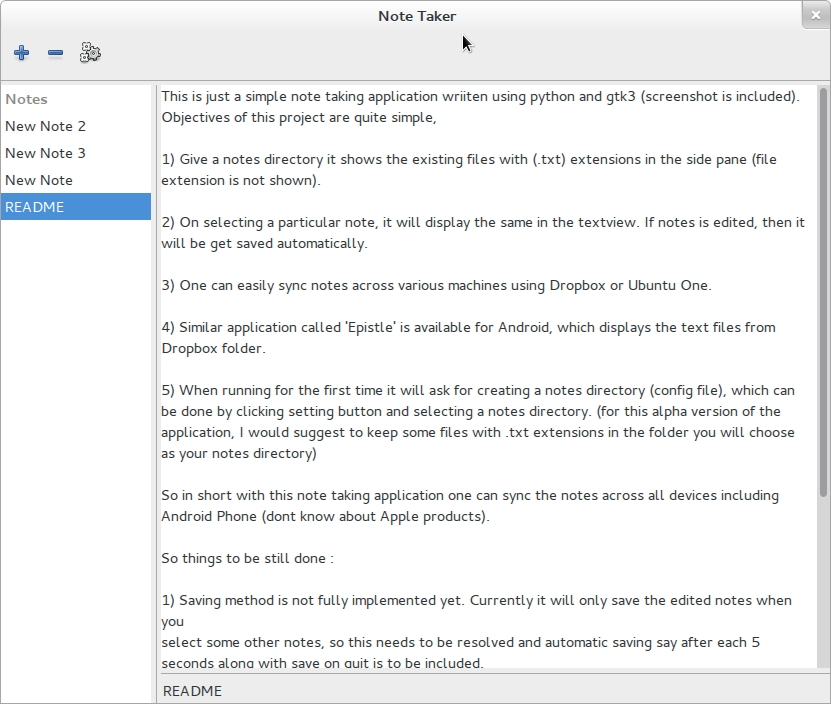 Note Taker
Notes
New Note 2
New Note 3
New Note
README
This is just a simple note taking application wriiten using python and gtk3 (screenshot is included).
Objectives of this project are quite simple,
1) Give a notes directory it shows the existing files with (.txt) extensions in the side pane (file
extension is not shown).
2) On selecting a particular note, it will display the same in the textview. If notes is edited, then it
will be get saved automatically.
3) One can easily sync notes across various machines using Dropbox or Ubuntu One.
4) Similar application called 'Epistle' is available for Android, which displays the text files from
Dropbox folder.
5) When running for the first time it will ask for creating a notes directory (config file), which can
be done by clicking setting button and selecting a notes directory. (for this alpha version of the
application, I would suggest to keep some files with .txt extensions in the folder you will choose
as your notes directory)
So in short with this note taking application one can sync the notes across all devices including
Android Phone (dont know about Apple products).
So things to be still done :
1) Saving method is not fully implemented yet. Currently it will only save the edited notes when
you
select some other notes, so this needs to be resolved and automatic saving say after each 5
seconds along with save on quit is to be included.
README